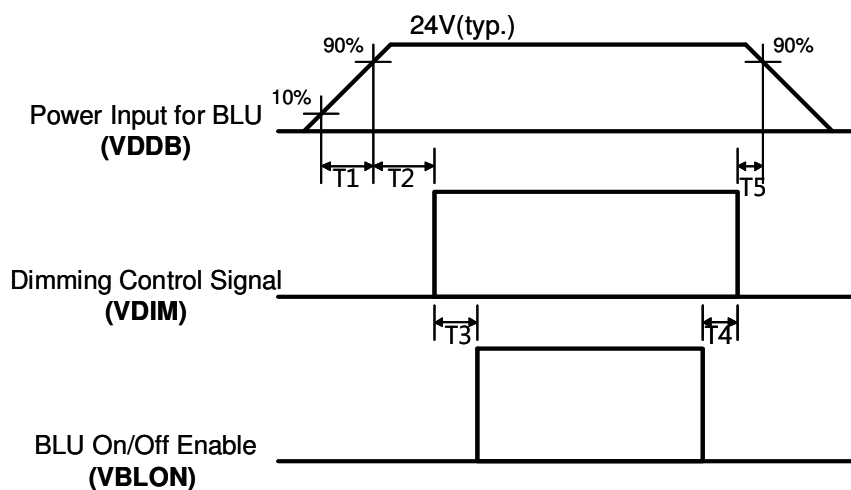 24V(typ.)
90%
90%
10%
Power Input for BLU
(VDDB)
T1
T2
T5
Dimming Control Signal
(VDIM)
T3
T4
BLU On/Off Enable
(VBLON)